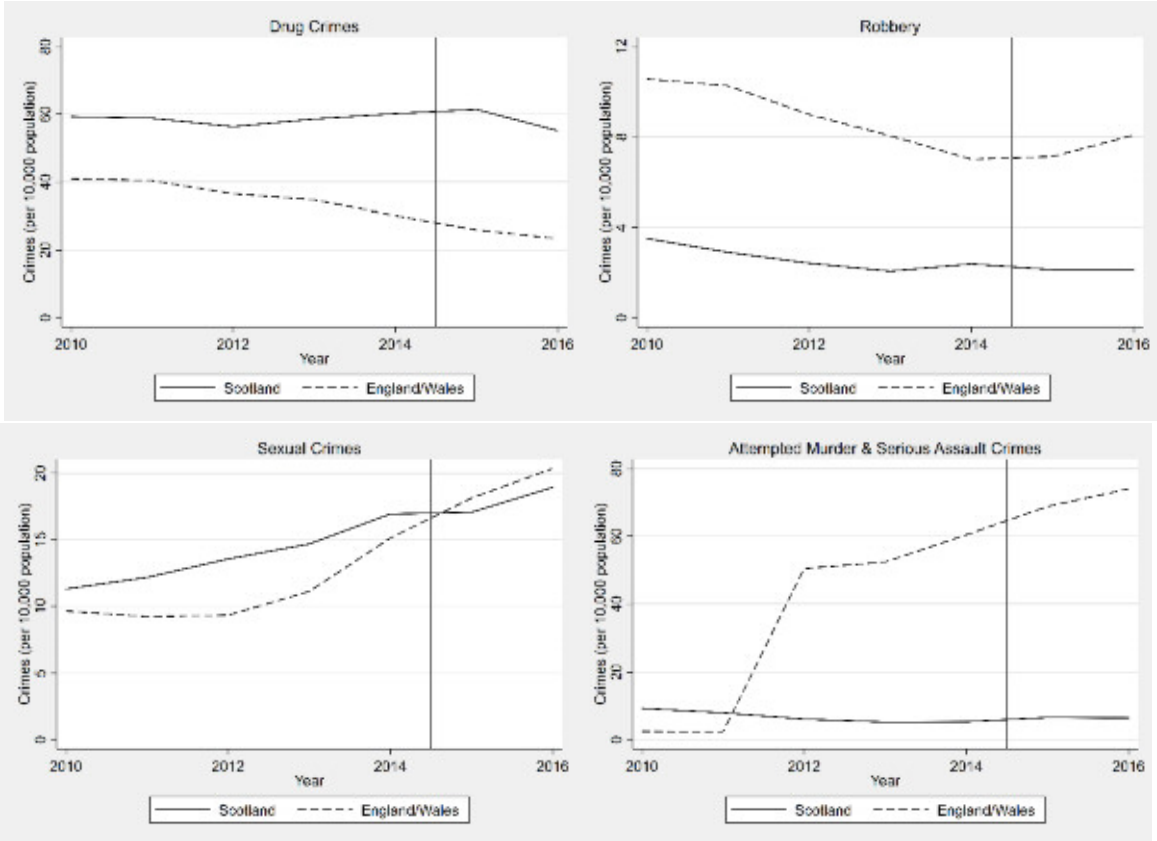 Drug Crimes
Crimes (per 10,000 population)
80
60
40
20
0
2010 2012 2014 2016
Year
Scotland England/Wales
Robbery
Crimes (per 10,000 population)
12
8
4
0
2010 2012 2014 2016
Year
Scotland England/Wales
Sexual Crimes
Crimes (per 10,000 population)
20
15
10
5
0
2010 2012 2014 2016
Year
Scotland England/Wales
Attempted Murder & Serious Assault Crimes
Crimes (per 10,000 population)
80
60
40
20
0
2010 2012 2014 2016
Year
Scotland England/Wales